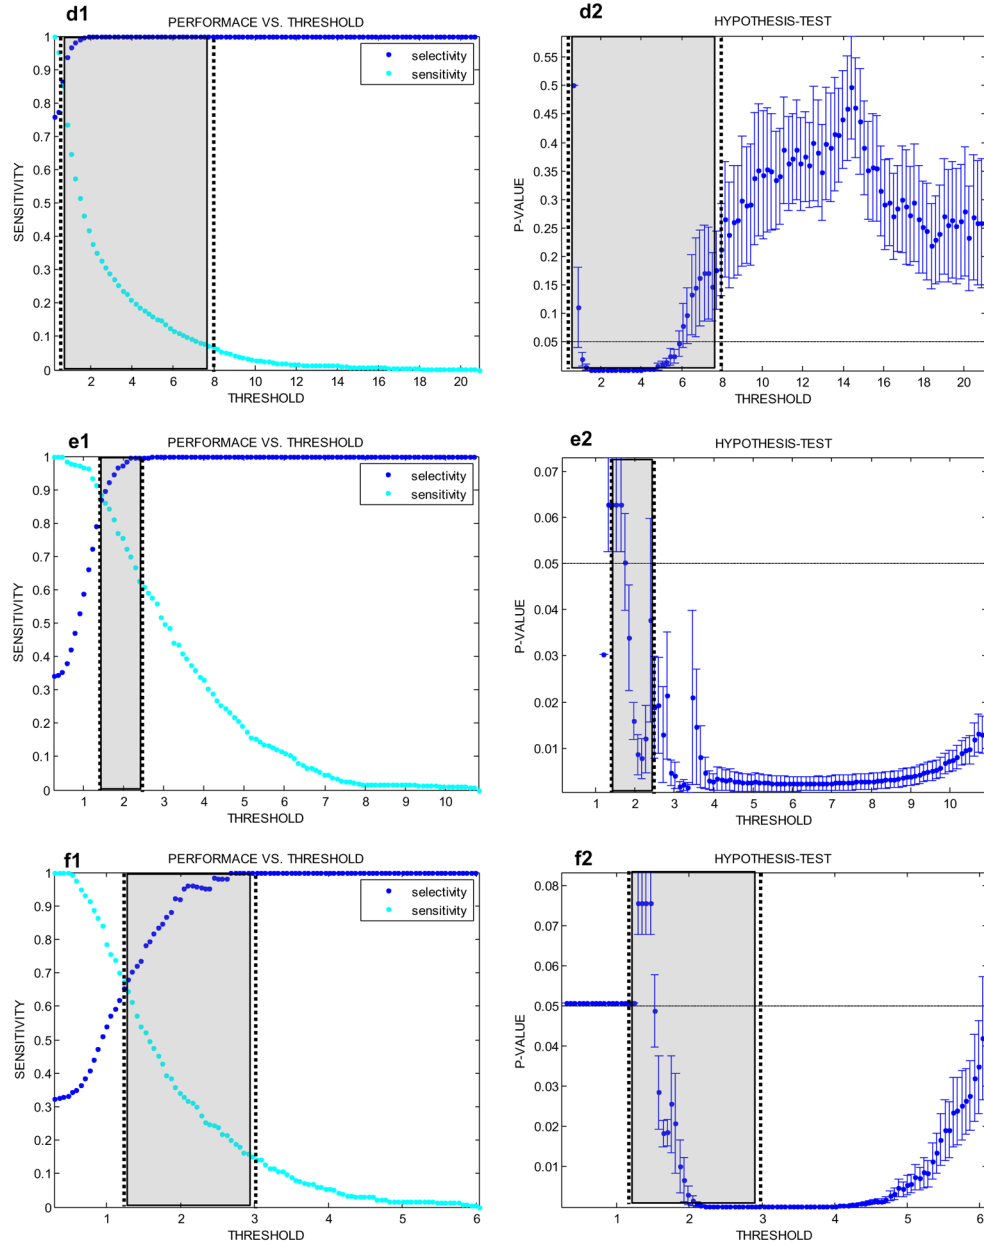 d1
PERFORMACE VS. THRESHOLD
1
0.9
0.8
0.7
0.6
0.5
0.4
0.3
0.2
0.1
0
SENSITIVITY
selectivity
sensitivity
2 4 6 8 10 12 14 16 18 20
THRESHOLD
d2
HYPOTHESIS-TEST
0.55
0.5
0.45
0.4
0.35
0.3
0.25
0.2
0.15
0.1
0.05
P-VALUE
2 4 6 8 10 12 14 16 18 20
THRESHOLD
e1
PERFORMACE VS. THRESHOLD
1
0.9
0.8
0.7
0.6
0.5
0.4
0.3
0.2
0.1
0
SENSITIVITY
selectivity
sensitivity
1 2 3 4 5 6 7 8 9 10
THRESHOLD
e2
HYPOTHESIS-TEST
0.07
0.06
0.05
0.04
0.03
0.02
0.01
P-VALUE
1 2 3 4 5 6 7 8 9 10
THRESHOLD
f1
PERFORMACE VS. THRESHOLD
1
0.9
0.8
0.7
0.6
0.5
0.4
0.3
0.2
0.1
0
SENSITIVITY
selectivity
sensitivity
1 2 3 4 5 6
THRESHOLD
f2
HYPOTHESIS-TEST
0.08
0.07
0.06
0.05
0.04
0.03
0.02
0.01
P-VALUE
1 2 3 4 5 6
THRESHOLD